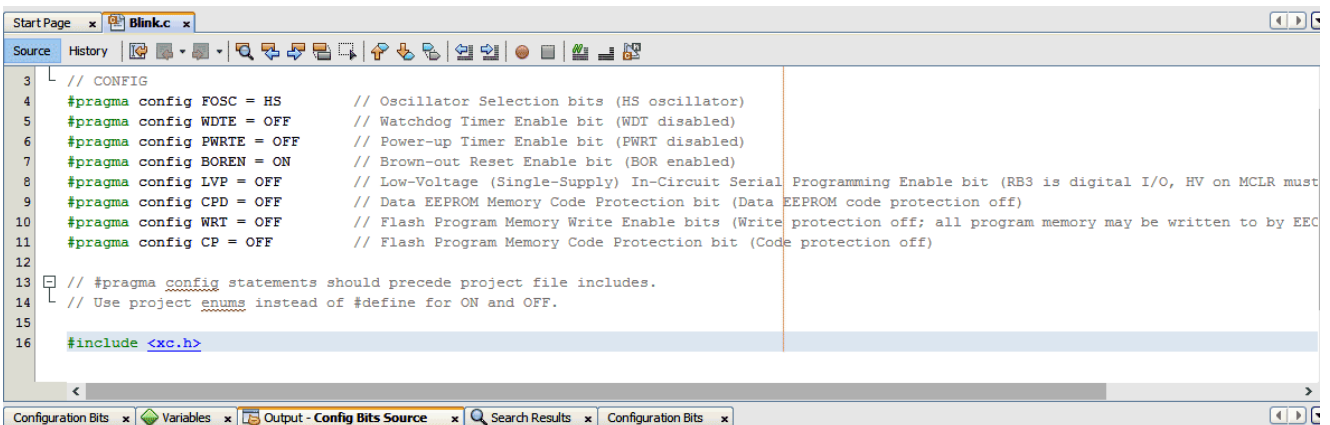 Start Page x Blink.c x
Source History
3 // CONFIG
4 #pragma config FOSC = HS // Oscillator Selection bits (HS oscillator)
5 #pragma config WDTE = OFF // Watchdog Timer Enable bit (WDT disabled)
6 #pragma config PWRTE = OFF // Power-up Timer Enable bit (PWRT disabled)
7 #pragma config BOREN = ON // Brown-out Reset Enable bit (BOR enabled)
8 #pragma config LVP = OFF // Low-Voltage (Single-Supply) In-Circuit Serial Programming Enable bit (RB3 is digital I/O, HV on MCLR must
9 #pragma config CPD = OFF // Data EEPROM Memory Code Protection bit (Data EEPROM code protection off)
10 #pragma config WRT = OFF // Flash Program Memory Write Enable bits (Write protection off; all program memory may be written to by EEC
11 #pragma config CP = OFF // Flash Program Memory Code Protection bit (Code protection off)
12
13 // #pragma config statements should precede project file includes.
14 // Use project enums instead of #define for ON and OFF.
15
16 #include <xc.h>
Configuration Bits x Variables x Output - Config Bits Source x Search Results x Configuration Bits x